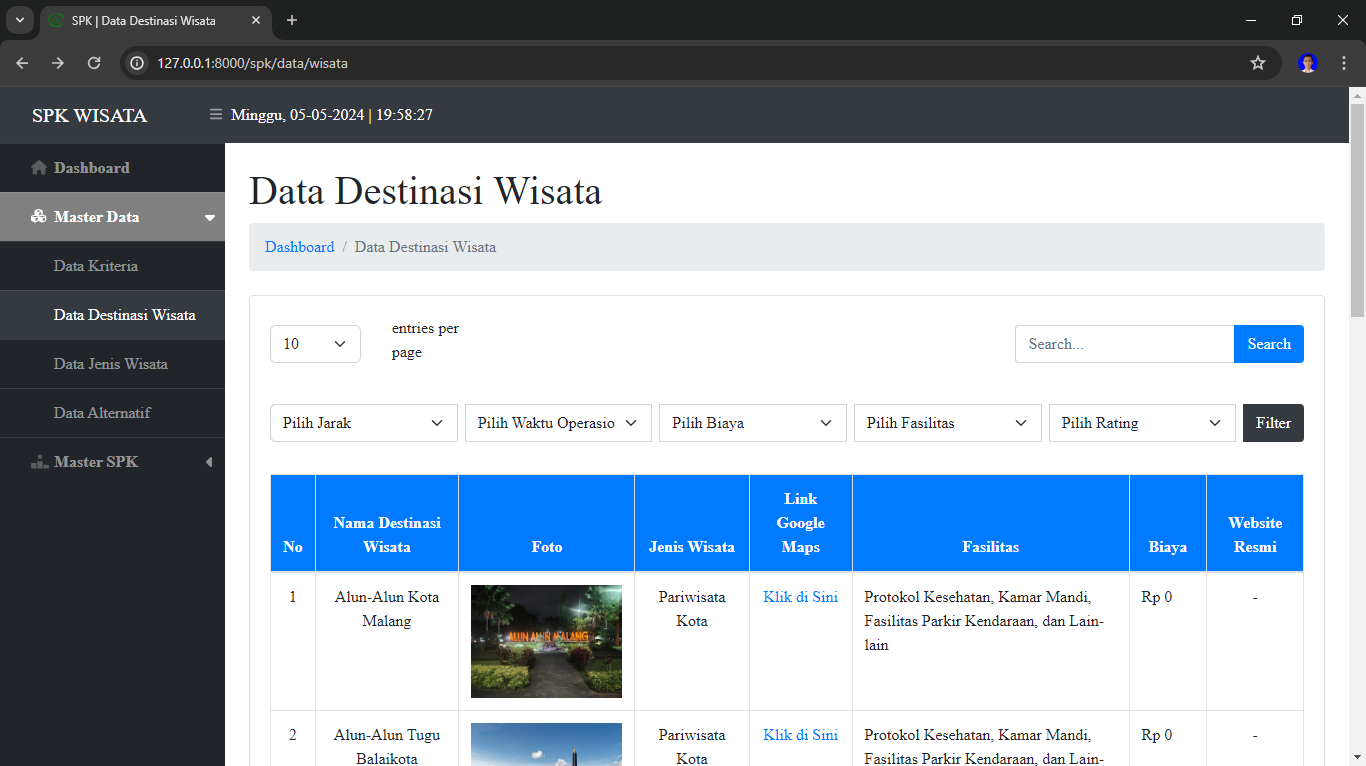 SPK | Data Destinasi Wisata
127.0.0.1:8000/spk/data/wisata
SPK WISATA
Minggu, 05-05-2024 | 19:58:27
Dashboard
Master Data
Data Kriteria
Data Destinasi Wisata
Data Jenis Wisata
Data Alternatif
Master SPK
Data Destinasi Wisata
Dashboard / Data Destinasi Wisata
10
entries per
page
Search...
Search
Pilih Jarak
Pilih Waktu Operasio
Pilih Biaya
Pilih Fasilitas
Pilih Rating
Filter
No
Nama Destinasi
Wisata
Foto
Jenis Wisata
Link
Google
Maps
Fasilitas
Biaya
Website
Resmi
1
Alun-Alun Kota
Malang
ALUN ALUN MALANG
Pariwisata
Kota
Klik di Sini
Protokol Kesehatan, Kamar Mandi,
Fasilitas Parkir Kendaraan, dan Lain-
lain
Rp 0
-
2
Alun-Alun Tugu
Balaikota
Pariwisata
Kota
Klik di Sini
Protokol Kesehatan, Kamar Mandi,
Fasilitas Parkir Kendaraan, dan Lain-
Rp 0
-